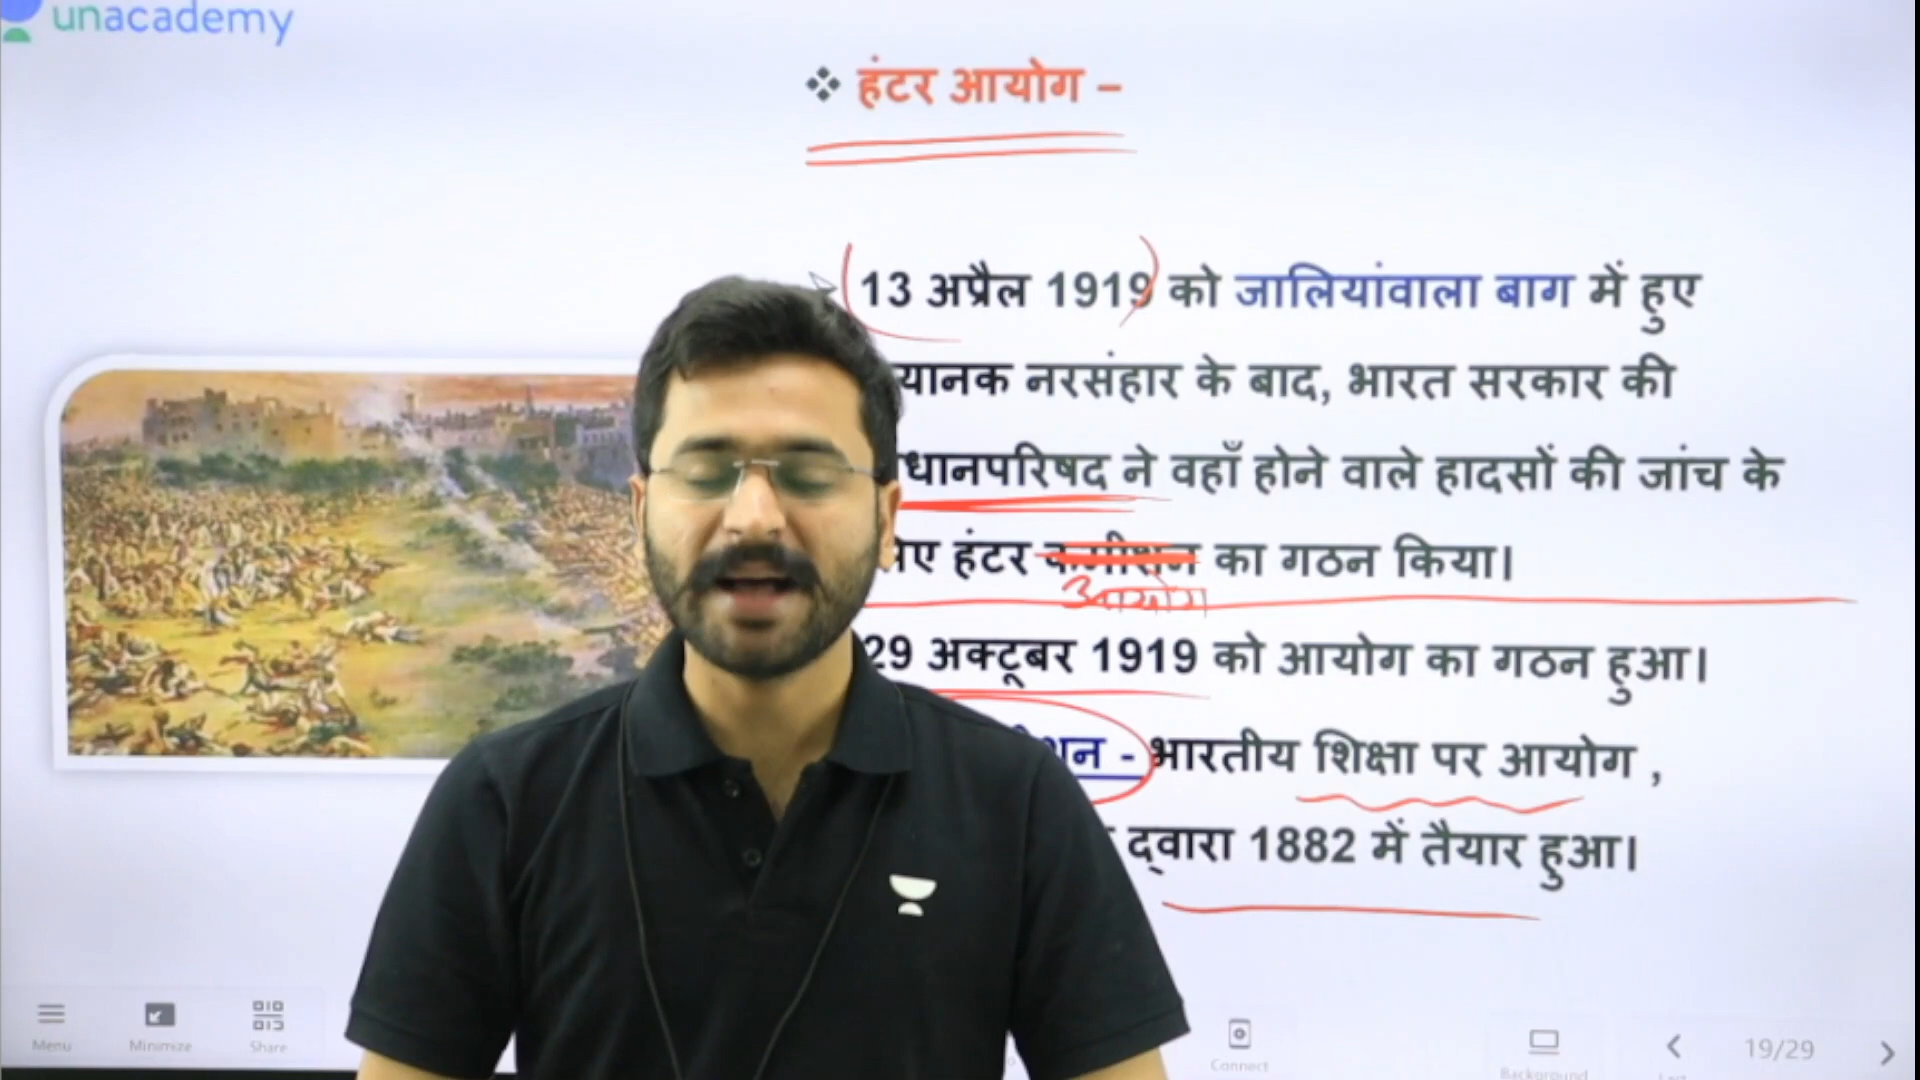 unacademy
❖ हंटर आयोग –
13 अप्रैल 1919 को जालियांवाला बाग में हुए
यानक नरसंहार के बाद, भारत सरकार की
धानपरिषद ने वहाँ होने वाले हादसों की जांच के
हंटर कमीशन का गठन किया।
आयोग
29 अक्टूबर 1919 को आयोग का गठन हुआ।
शन - भारतीय शिक्षा पर आयोग ,
द्वारा 1882 में तैयार हुआ।
Menu Minimize Share Connect Background 19/29